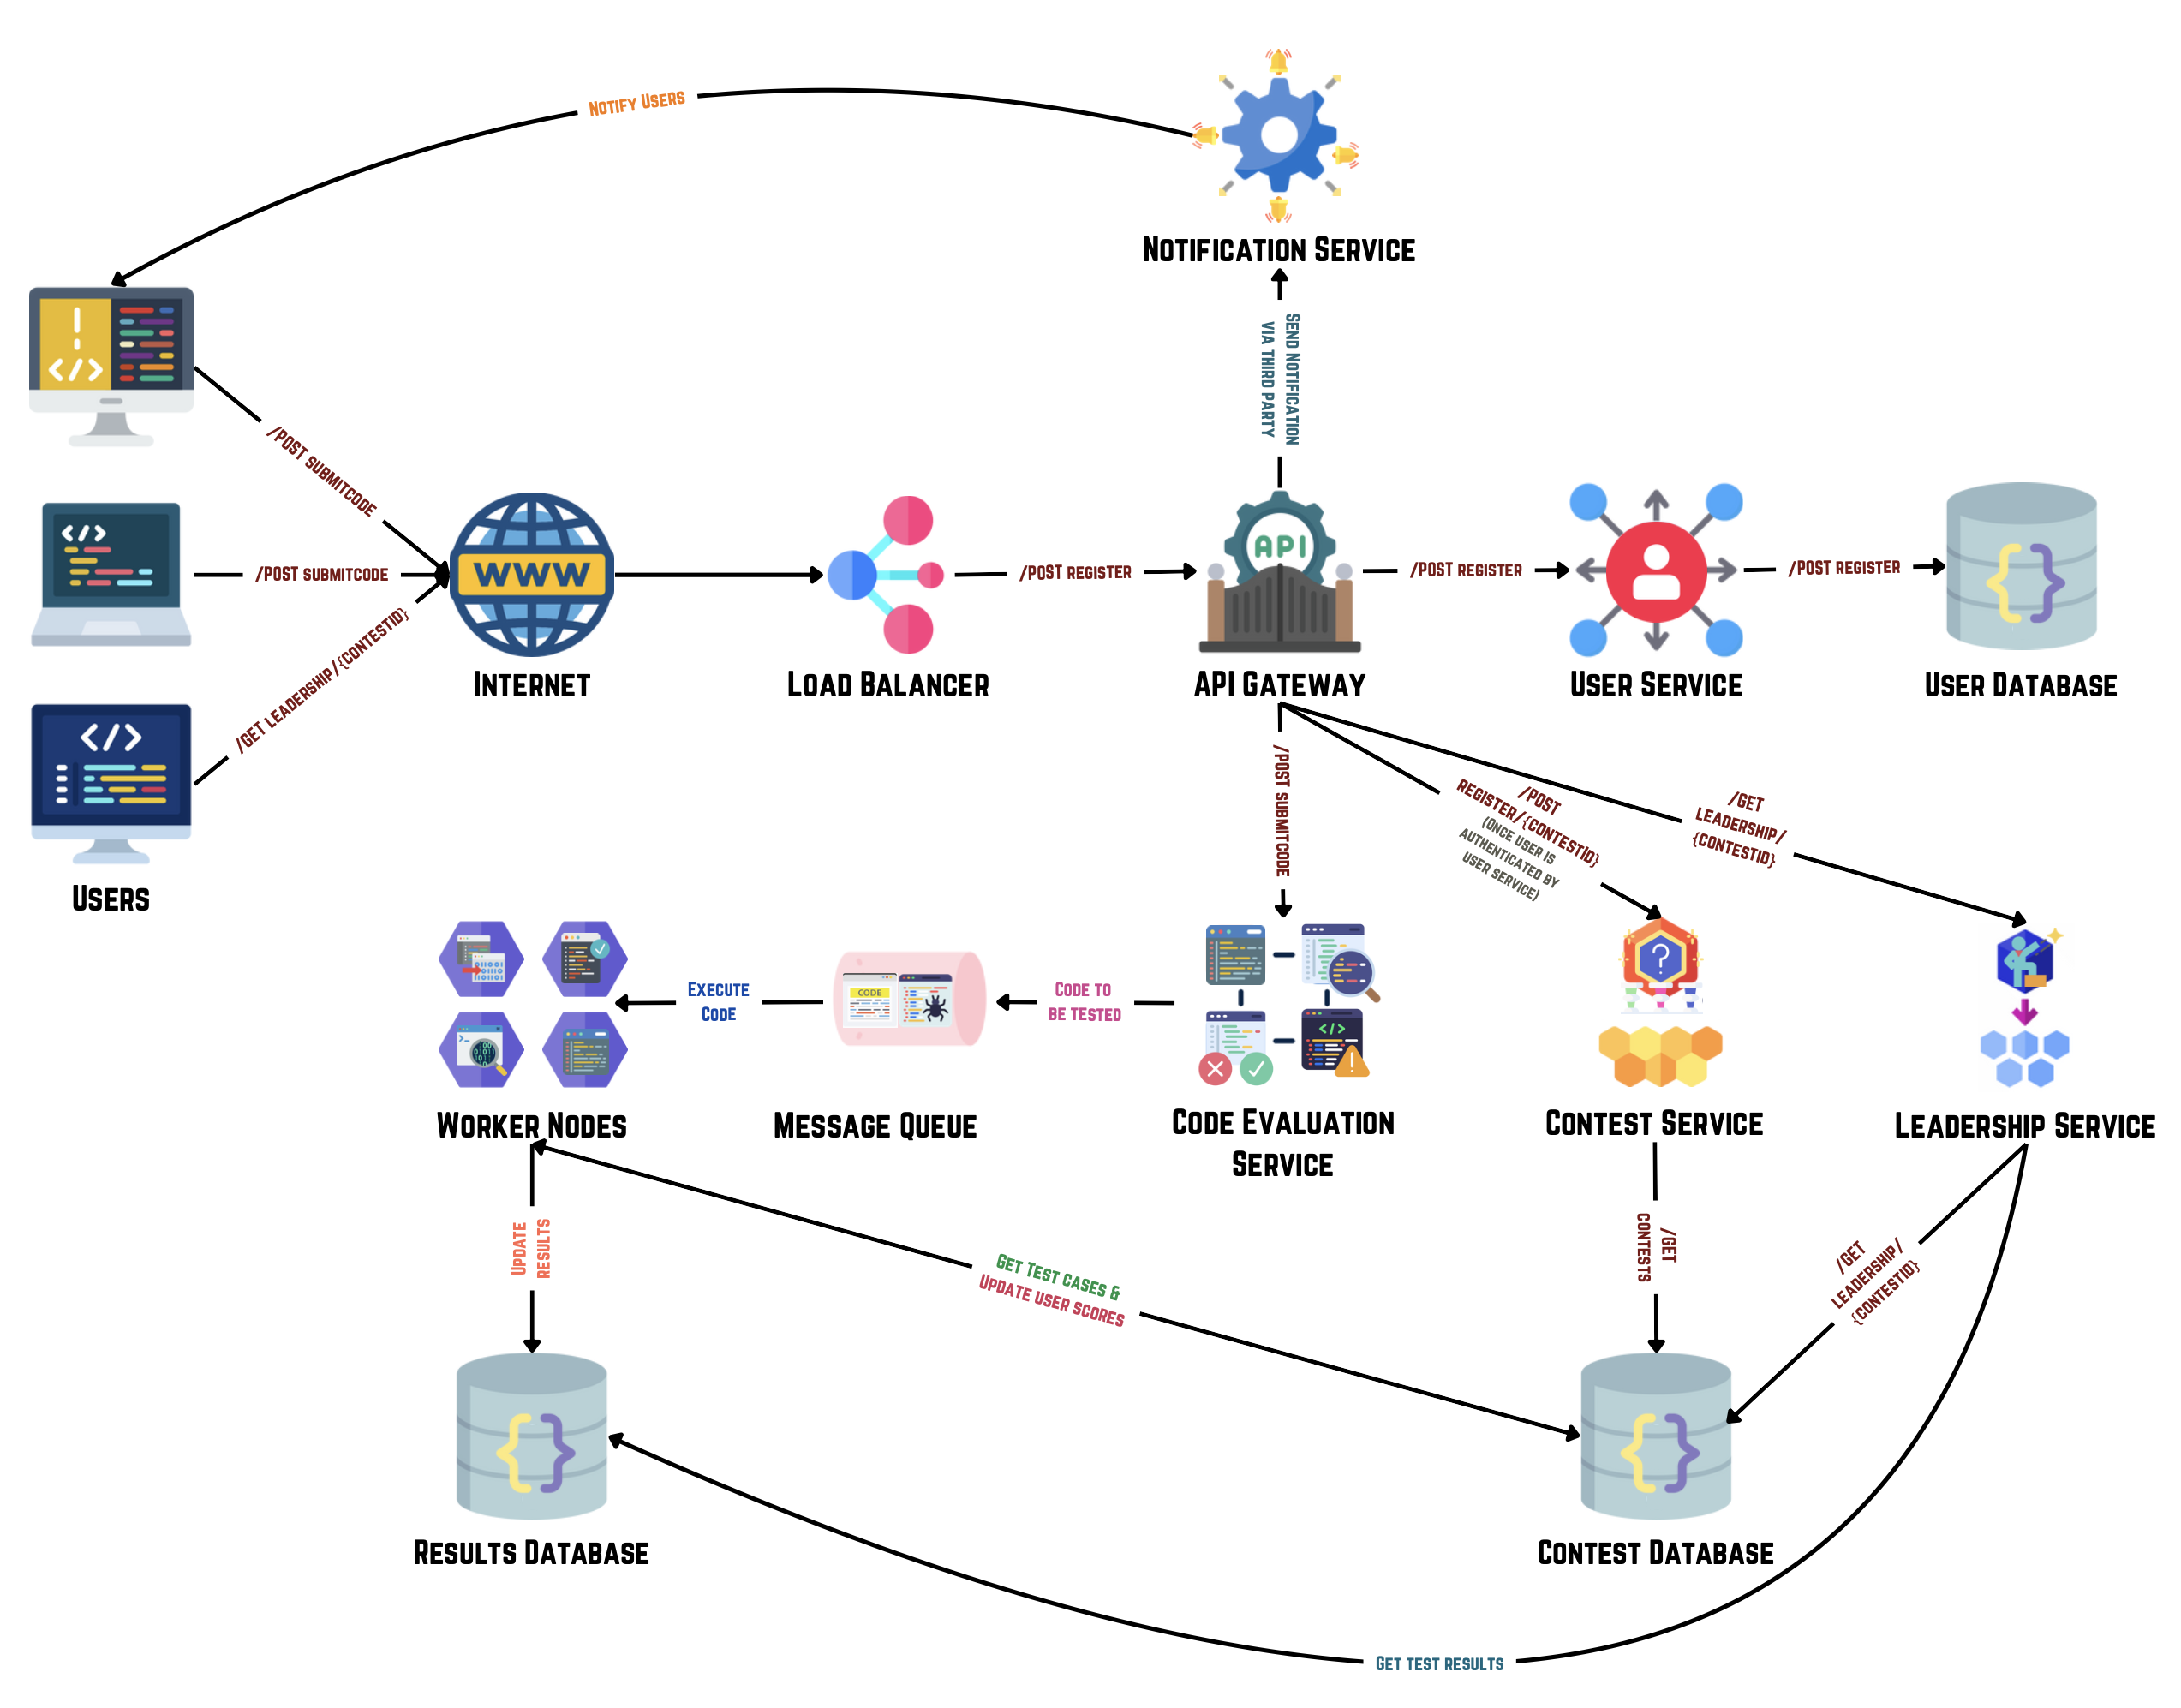 Notify Users
Notification Service
Send Notification
via third party
/POST submitcode
/POST submitcode
/GET leadership/{contestID}
Users
WWW
Internet
Load Balancer
/POST register
API
API Gateway
/POST register
User Service
/POST register
User Database
/POST submitcode
/POST
register/{contestID}
(Once user is
authenticated by
user service)
/GET
leadership/
{contestID}
Worker Nodes
Execute
Code
CODE
Message Queue
Code to
be tested
Code Evaluation
Service
Contest Service
Leadership Service
Update
results
Get Test cases &
Update user scores
/GET
contests
/GET
leadership/
{contestID}
Results Database
Contest Database
Get test results